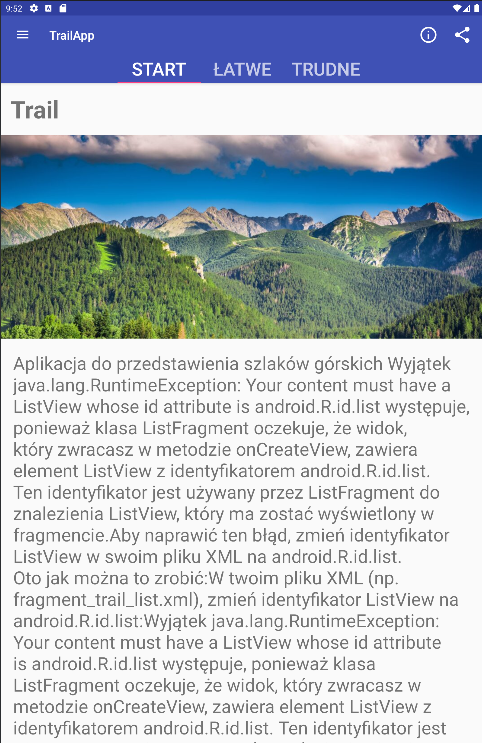 9:52
TrailApp
START ŁATWE TRUDNE
Trail
Aplikacja do przedstawienia szlaków górskich Wyjątek
java.lang.RuntimeException: Your content must have a
ListView whose id attribute is android.R.id.list występuje,
ponieważ klasa ListFragment oczekuje, że widok,
który zwracasz w metodzie onCreateView, zawiera
element ListView z identyfikatorem android.R.id.list.
Ten identyfikator jest używany przez ListFragment do
znalezienia ListView, który ma zostać wyświetlony w
fragmencie.Aby naprawić ten błąd, zmień identyfikator
ListView w swoim pliku XML na android.R.id.list.
Oto jak można to zrobić:W twoim pliku XML (np.
fragment_trail_list.xml), zmień identyfikator ListView na
android.R.id.list:Wyjątek java.lang.RuntimeException:
Your content must have a ListView whose id attribute
is android.R.id.list występuje, ponieważ klasa
ListFragment oczekuje, że widok, który zwracasz w
metodzie onCreateView, zawiera element ListView z
identyfikatorem android.R.id.list. Ten identyfikator jest